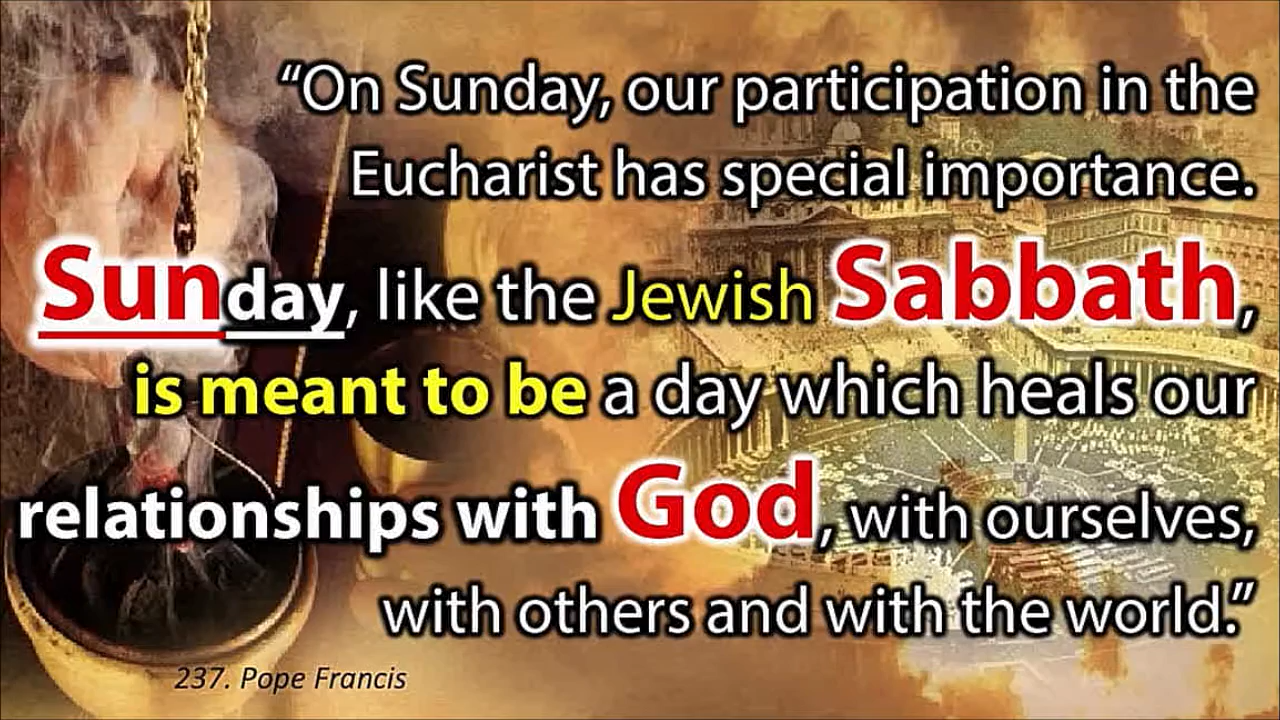 “On Sunday, our participation in the
Eucharist has special importance.
Sunday, like the Jewish Sabbath,
is meant to be a day which heals our
relationships with God, with ourselves,
with others and with the world.”
237. Pope Francis